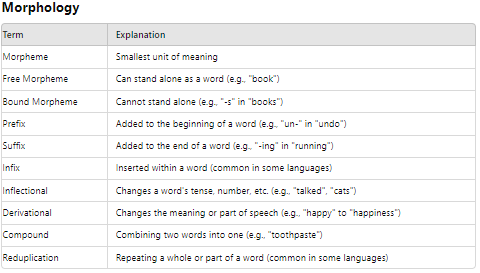 Morphology
Term Explanation
Morpheme Smallest unit of meaning
Free Morpheme Can stand alone as a word (e.g., "book")
Bound Morpheme Cannot stand alone (e.g., "-s" in "books")
Prefix Added to the beginning of a word (e.g., "un-" in "undo")
Suffix Added to the end of a word (e.g., "-ing" in "running")
Infix Inserted within a word (common in some languages)
Inflectional Changes a word's tense, number, etc. (e.g., "talked", "cats")
Derivational Changes the meaning or part of speech (e.g., "happy" to "happiness")
Compound Combining two words into one (e.g., "toothpaste")
Reduplication Repeating a whole or part of a word (common in some languages)